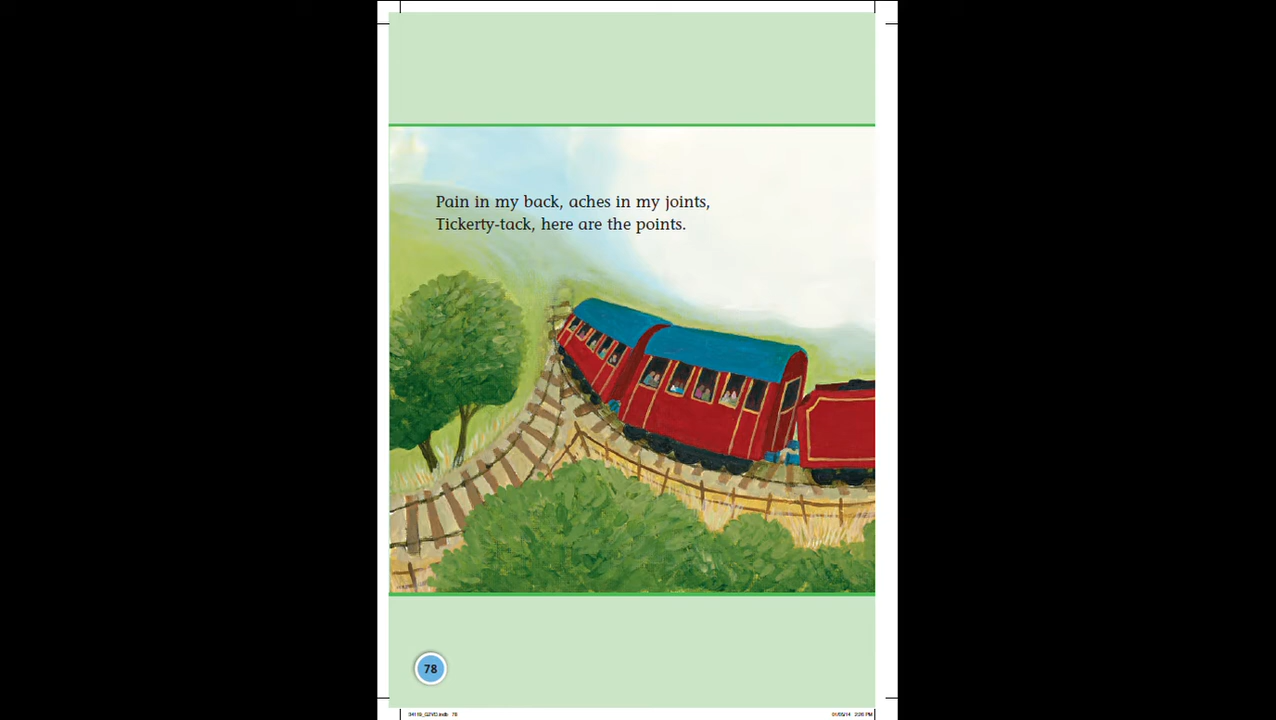 Pain in my back, aches in my joints,
Tickerty-tack, here are the points.
78